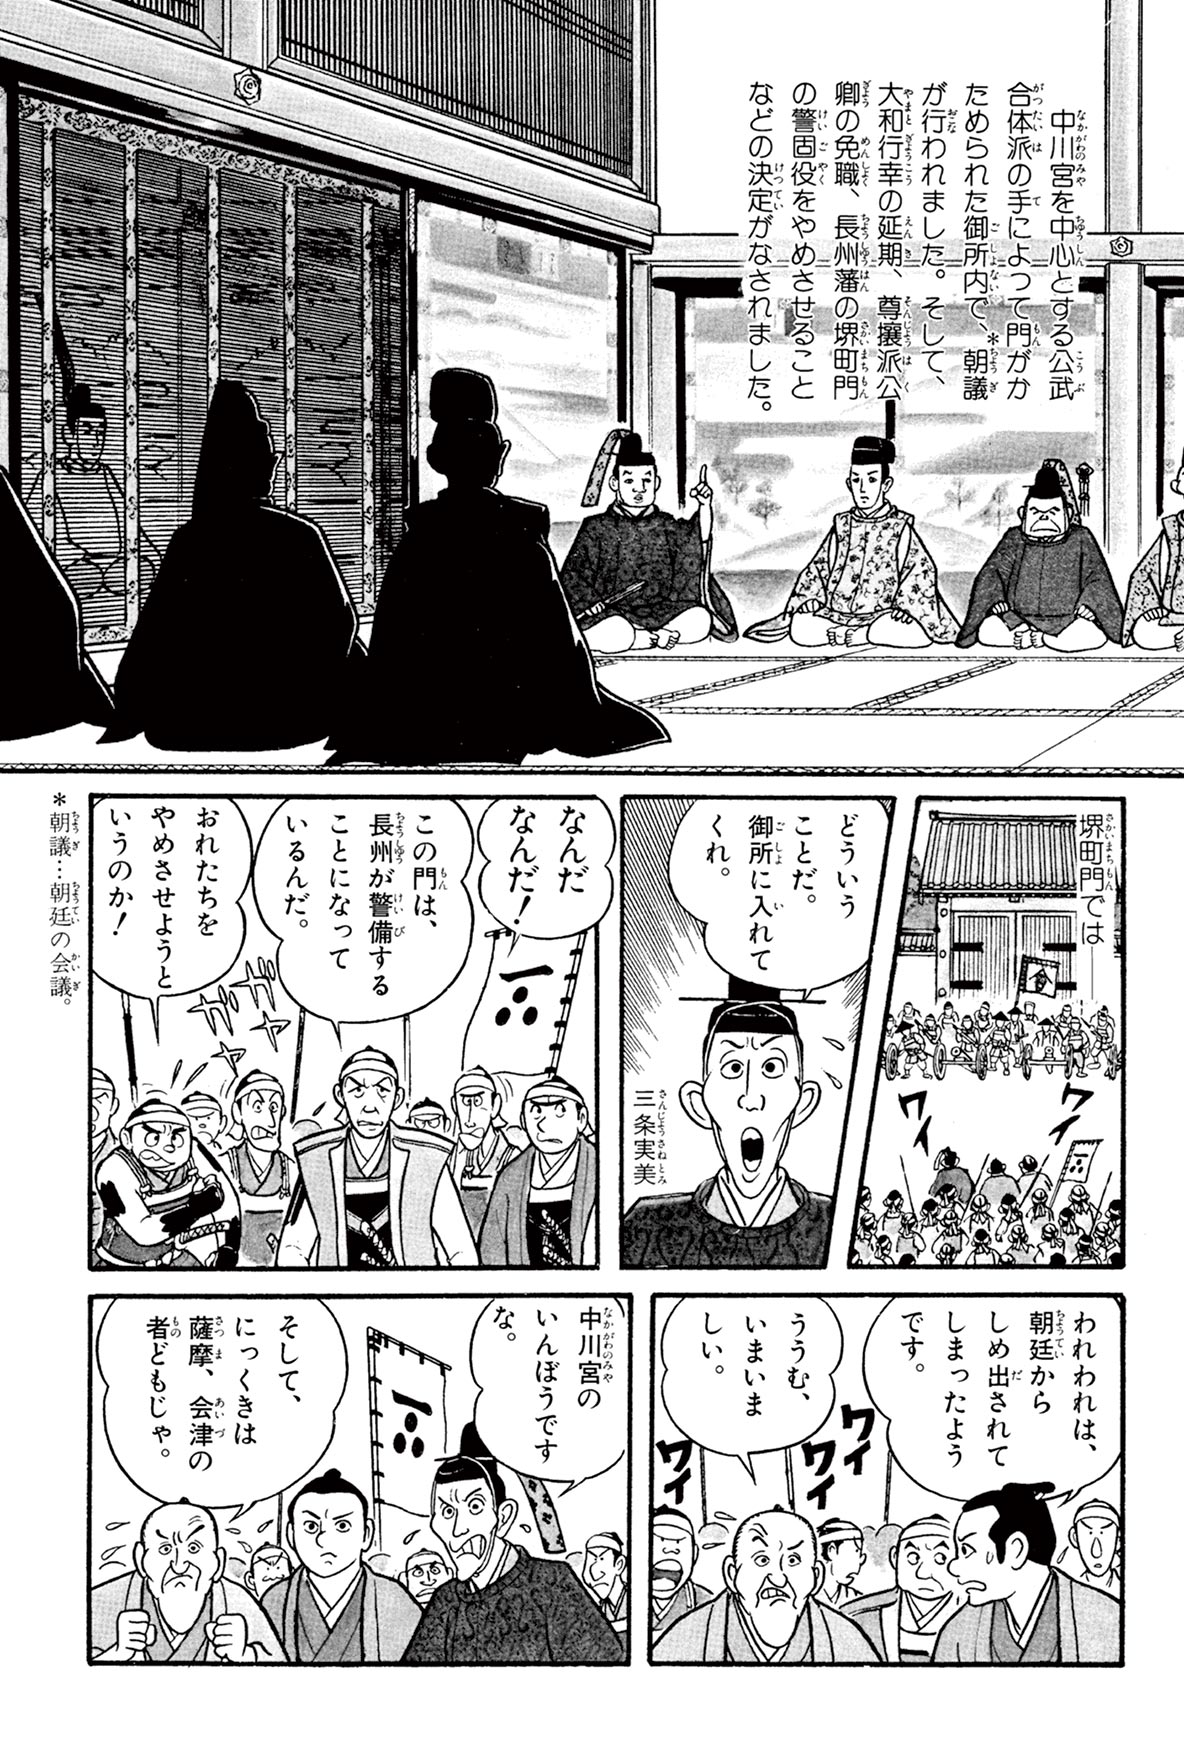 中川宮を中心とする公武
合体派の手によって門がか
ためられた御所内で、*朝議
が行われました。そして、
大和行幸の延期、尊攘派公
卿の免職、長州藩の堺町門
の警固役をやめさせること
などの決定がなされました。
堺町門では
會
ワイ
ワイ
どういう
ことだ。
御所に入れて
くれ。
三条実美
なんだ
なんだ!
この門は、
長州が警備する
ことになって
いるんだ。
おれたちを
やめさせようと
いうのか!
ガヤ
ガヤ
*朝議…朝廷の会議。
われわれは、
朝廷から
しめ出されて
しまったよう
です。
ううむ、
いまいま
しい。
ワイ
ワイ
ワイ
中川宮の
いんぼうです
な。
そして、
にっくきは
薩摩、会津の
者どもじゃ。